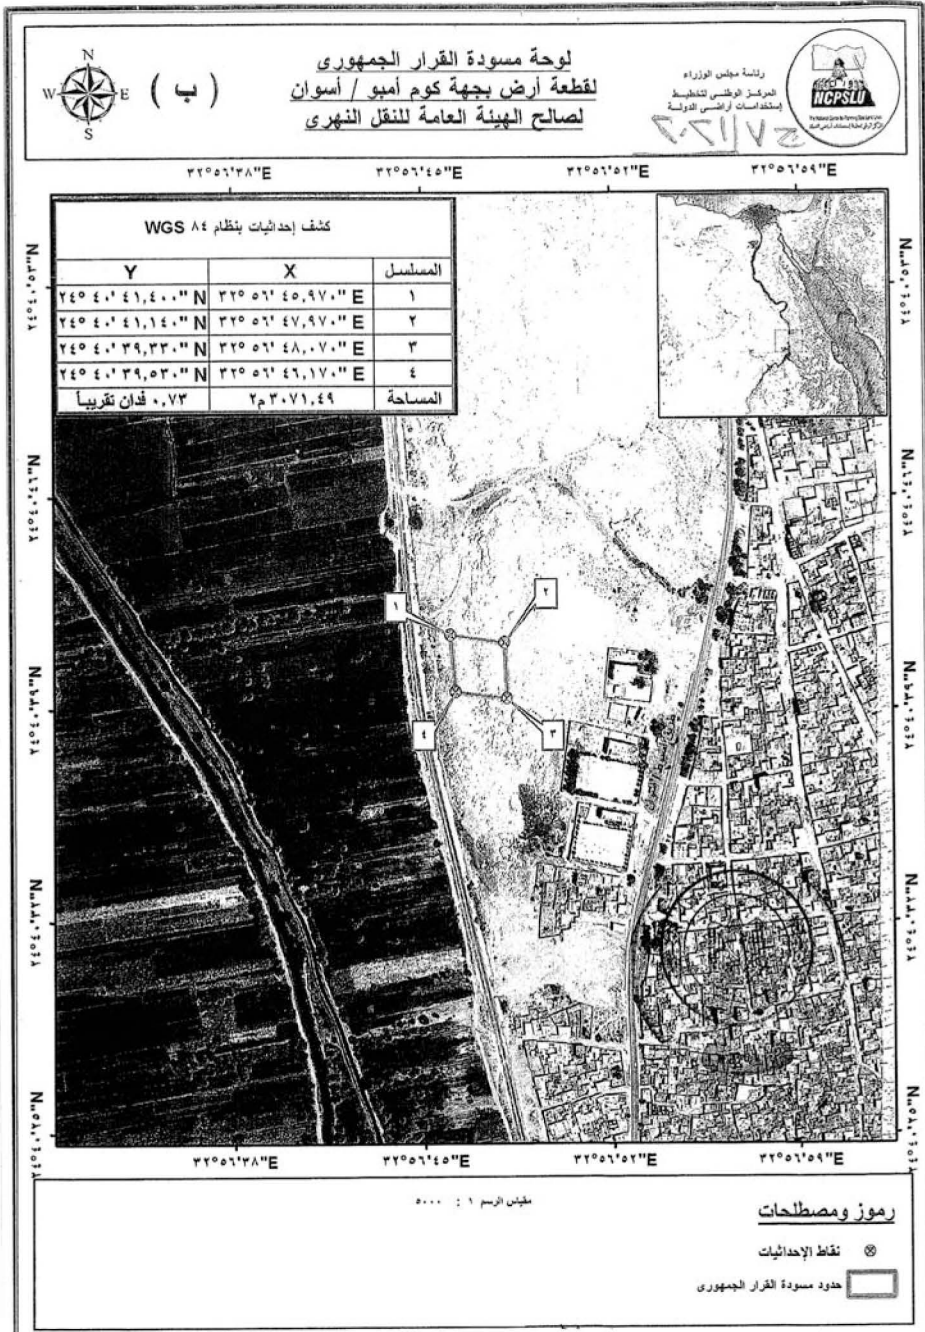 لوحة مسودة القرار الجمهورى
لقطعة أرض بجهة كوم أمبو / أسوان
لصالح الهيئة العامة للنقل النهرى
( ب )
N
W
E
S
رئاسة مجلس الوزراء
المركز الوطنى لتخطيط
إستخدامات أراضى الدولة
NCPSLU
٣٢°٥٦'٣٨"E ٣٢°٥٦'٤٥"E ٣٢°٥٦'٥٢"E ٣٢°٥٦'٥٩"E
كشف إحداثيات بنظام WGS ٨٤
المسلسل X Y
١ ٣٢° ٥٦' ٤٥,٩٧٠" E ٢٤° ٤٠' ٤١,٤٠٠" N
٢ ٣٢° ٥٦' ٤٧,٩٧٠" E ٢٤° ٤٠' ٤١,١٤٠" N
٣ ٣٢° ٥٦' ٤٨,٠٧٠" E ٢٤° ٤٠' ٣٩,٣٣٠" N
٤ ٣٢° ٥٦' ٤٦,١٧٠" E ٢٤° ٤٠' ٣٩,٥٣٠" N
المساحة ٣٠٧١,٤٩ م٢ ٠,٧٣ فدان تقريباً
١
٢
٤
٣
٣٢°٥٦'٣٨"E ٣٢°٥٦'٤٥"E ٣٢°٥٦'٥٢"E ٣٢°٥٦'٥٩"E
مقياس الرسم ١ : ٥٠٠٠
رموز ومصطلحات
نقاط الإحداثيات
حدود مسودة القرار الجمهورى